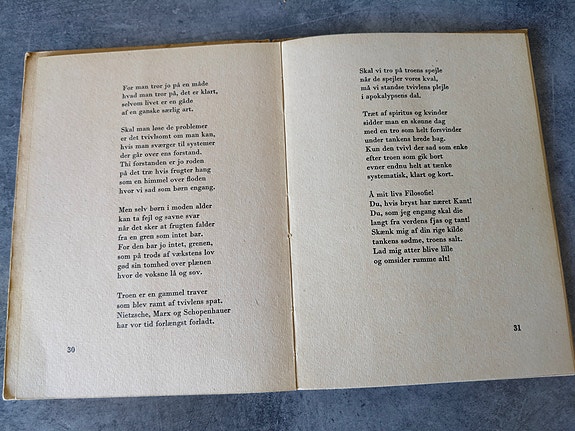 For man tror jo på en måde
hvad man tror på, det er klart,
selvom livet er en gåde
af en ganske særlig art.
Skal man løse de problemer
er det tvivlsomt om man kan,
hvis man sværger til systemer
der går over ens forstand.
Thi forstanden er jo roden
på det træ hvis frugter hang
som en himmel over floden
hvor vi sad som børn engang.
Men selv børn i moden alder
kan ta fejl og savne svar
når det sker at frugten falder
fra en gren som intet bar.
For den bar jo intet, grenen,
som på trods af vækstens lov
gød sin tomhed over plænen
hvor de voksne lå og sov.
Troen er en gammel traver
som blev ramt af tvivlens spat.
Nietzsche, Marx og Schopenhauer
har vor tid forlængst forladt.
30
Skal vi tro på troens spejle
når de spejler vores kval,
må vi standse tvivlens plejle
i apokalypsens dal.
Træt af spiritus og kvinder
sidder man en skønne dag
med en tro som helt forsvinder
under tankens brede bag.
Kun den tvivl der sad som enke
efter troen som gik bort
evner endnu helt at tænke
systematisk, klart og kort.
Å mit livs Filosofie!
Du, hvis bryst har næret Kant!
Du, som jeg engang skal die
langt fra verdens fjas og tant!
Skænk mig af din rige kilde
tankens sødme, troens salt.
Lad mig atter blive lille
og omsider rumme alt!
31